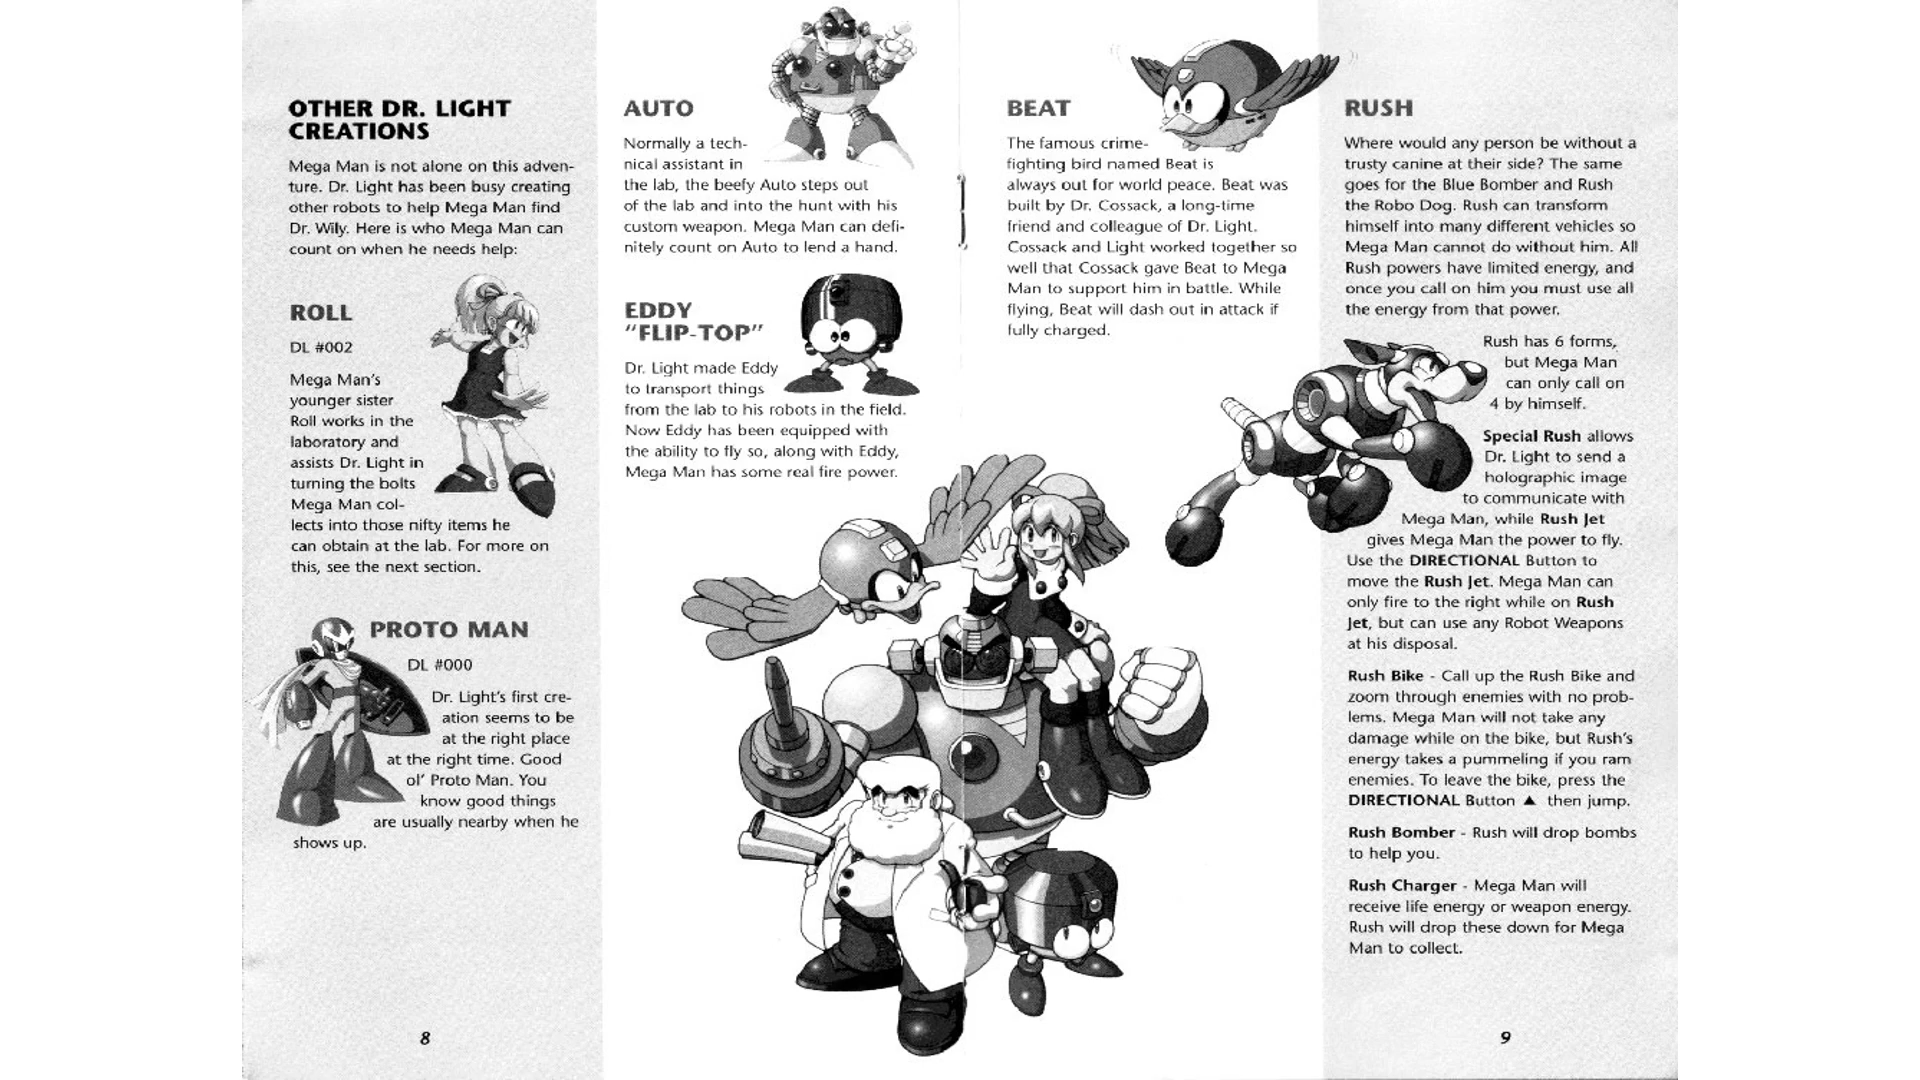 OTHER DR. LIGHT
CREATIONS
Mega Man is not alone on this adven-
ture. Dr. Light has been busy creating
other robots to help Mega Man find
Dr. Wily. Here is who Mega Man can
count on when he needs help:
ROLL
DL #002
Mega Man's
younger sister
Roll works in the
laboratory and
assists Dr. Light in
turning the bolts
Mega Man col-
lects into those nifty items he
can obtain at the lab. For more on
this, see the next section.
PROTO MAN
DL #000
Dr. Light's first cre-
ation seems to be
at the right place
at the right time. Good
ol' Proto Man. You
know good things
are usually nearby when he
shows up.
8
AUTO
Normally a tech-
nical assistant in
the lab, the beefy Auto steps out
of the lab and into the hunt with his
custom weapon. Mega Man can defi-
nitely count on Auto to lend a hand.
EDDY
"FLIP-TOP"
Dr. Light made Eddy
to transport things
from the lab to his robots in the field.
Now Eddy has been equipped with
the ability to fly so, along with Eddy,
Mega Man has some real fire power.
BEAT
The famous crime-
fighting bird named Beat is
always out for world peace. Beat was
built by Dr. Cossack, a long-time
friend and colleague of Dr. Light.
Cossack and Light worked together so
well that Cossack gave Beat to Mega
Man to support him in battle. While
flying, Beat will dash out in attack if
fully charged.
RUSH
Where would any person be without a
trusty canine at their side? The same
goes for the Blue Bomber and Rush
the Robo Dog. Rush can transform
himself into many different vehicles so
Mega Man cannot do without him. All
Rush powers have limited energy, and
once you call on him you must use all
the energy from that power.
Rush has 6 forms,
but Mega Man
can only call on
4 by himself.
Special Rush allows
Dr. Light to send a
holographic image
to communicate with
Mega Man, while Rush Jet
gives Mega Man the power to fly.
Use the DIRECTIONAL Button to
move the Rush Jet. Mega Man can
only fire to the right while on Rush
Jet, but can use any Robot Weapons
at his disposal.
Rush Bike - Call up the Rush Bike and
zoom through enemies with no prob-
lems. Mega Man will not take any
damage while on the bike, but Rush's
energy takes a pummeling if you ram
enemies. To leave the bike, press the
DIRECTIONAL Button ▲ then jump.
Rush Bomber - Rush will drop bombs
to help you.
Rush Charger - Mega Man will
receive life energy or weapon energy.
Rush will drop these down for Mega
Man to collect.
9